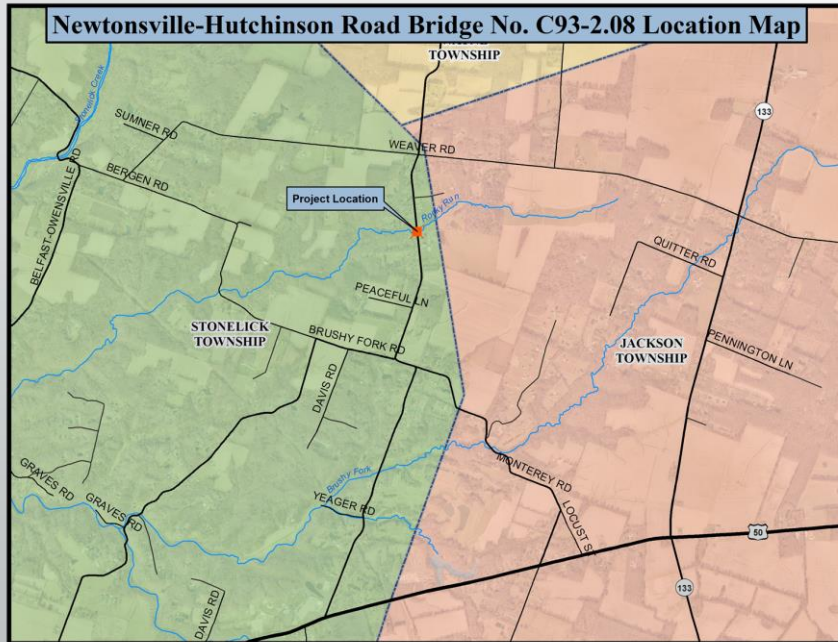 Newtonsville-Hutchinson Road Bridge No. C93-2.08 Location Map
TOWNSHIP
133
Creek
SUMNER RD
WEAVER RD
BERGEN RD
BELFAST-OWENSVILLE RD
Project Location
Rocky Run
QUITTER RD
PEACEFUL LN
STONELICK
TOWNSHIP
BRUSHY FORK RD
JACKSON
TOWNSHIP
PENNINGTON LN
DAVIS RD
MONTEREY RD
Brushy Fork
GRAVES RD
GRAVES RD
YEAGER RD
LOCUST ST
50
DAVIS RD
133